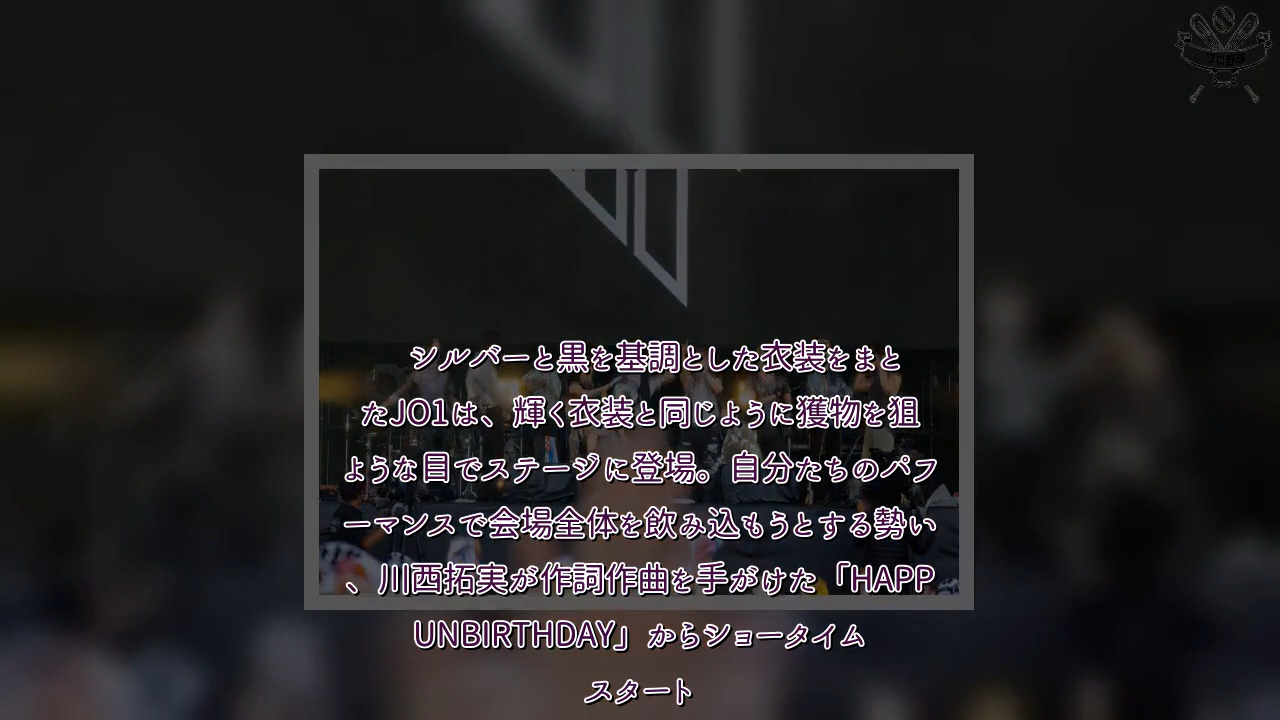 プロ野球
シルバーと黒を基調とした衣装をまと
たJO1は、輝く衣装と同じように獲物を狙
ような目でステージに登場。自分たちのパフ
ーマンスで会場全体を飲み込もうとする勢い
、川西拓実が作詞作曲を手がけた「HAPP
UNBIRTHDAY」からショータイム
スタート